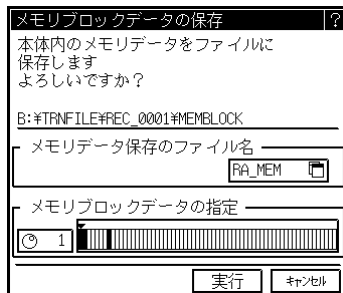 メモリブロックデータの保存 ?
本体内のメモリデータをファイルに
保存します
よろしいですか？
B:¥TRNFILE¥REC_0001¥MEMBLOCK
メモリデータ保存のファイル名
RA_MEM
メモリブロックデータの指定
1
実行 ｷｬﾝｾﾙ